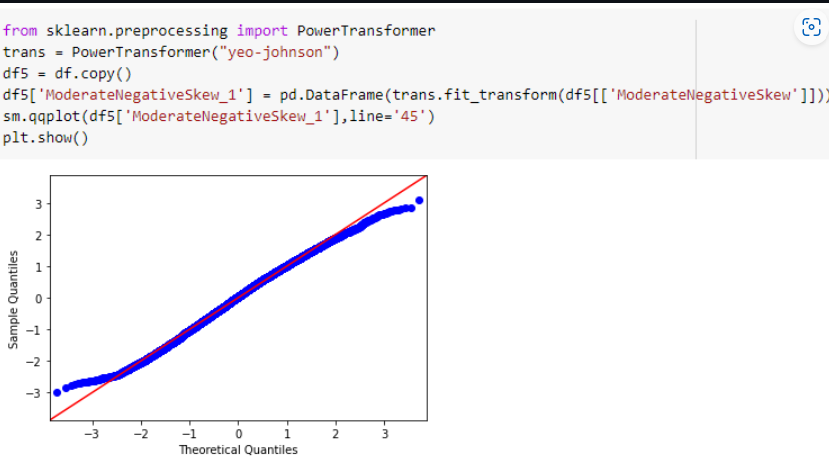 from sklearn.preprocessing import PowerTransformer
trans = PowerTransformer("yeo-johnson")
df5 = df.copy()
df5['ModerateNegativeSkew_1'] = pd.DataFrame(trans.fit_transform(df5[['ModerateNegativeSkew']]))
sm.qqplot(df5['ModerateNegativeSkew_1'],line='45')
plt.show()
3
2
1
0
−1
−2
−3
Sample Quantiles
−3 −2 −1 0 1 2 3
Theoretical Quantiles